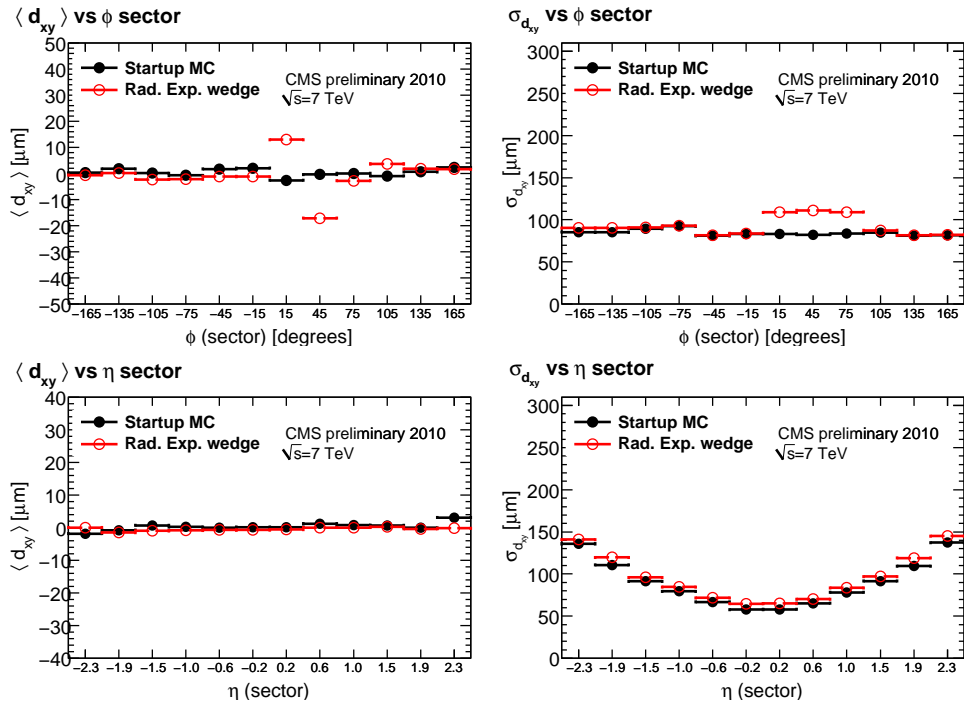 ⟨ d_xy ⟩ vs φ sector
⟨ d_xy ⟩ [μm]
50
40
30
20
10
0
−10
−20
−30
−40
−50
Startup MC
Rad. Exp. wedge
CMS preliminary 2010
√s=7 TeV
−165 −135 −105 −75 −45 −15 15 45 75 105 135 165
φ (sector) [degrees]
σ_d_xy vs φ sector
σ_d_xy [μm]
300
250
200
150
100
50
0
Startup MC
Rad. Exp. wedge
CMS preliminary 2010
√s=7 TeV
−165 −135 −105 −75 −45 −15 15 45 75 105 135 165
φ (sector) [degrees]
⟨ d_xy ⟩ vs η sector
⟨ d_xy ⟩ [μm]
40
30
20
10
0
−10
−20
−30
−40
Startup MC
Rad. Exp. wedge
CMS preliminary 2010
√s=7 TeV
−2.3 −1.9 −1.5 −1.0 −0.6 −0.2 0.2 0.6 1.0 1.5 1.9 2.3
η (sector)
σ_d_xy vs η sector
σ_d_xy [μm]
300
250
200
150
100
50
0
Startup MC
Rad. Exp. wedge
CMS preliminary 2010
√s=7 TeV
−2.3 −1.9 −1.5 −1.0 −0.6 −0.2 0.2 0.6 1.0 1.5 1.9 2.3
η (sector)